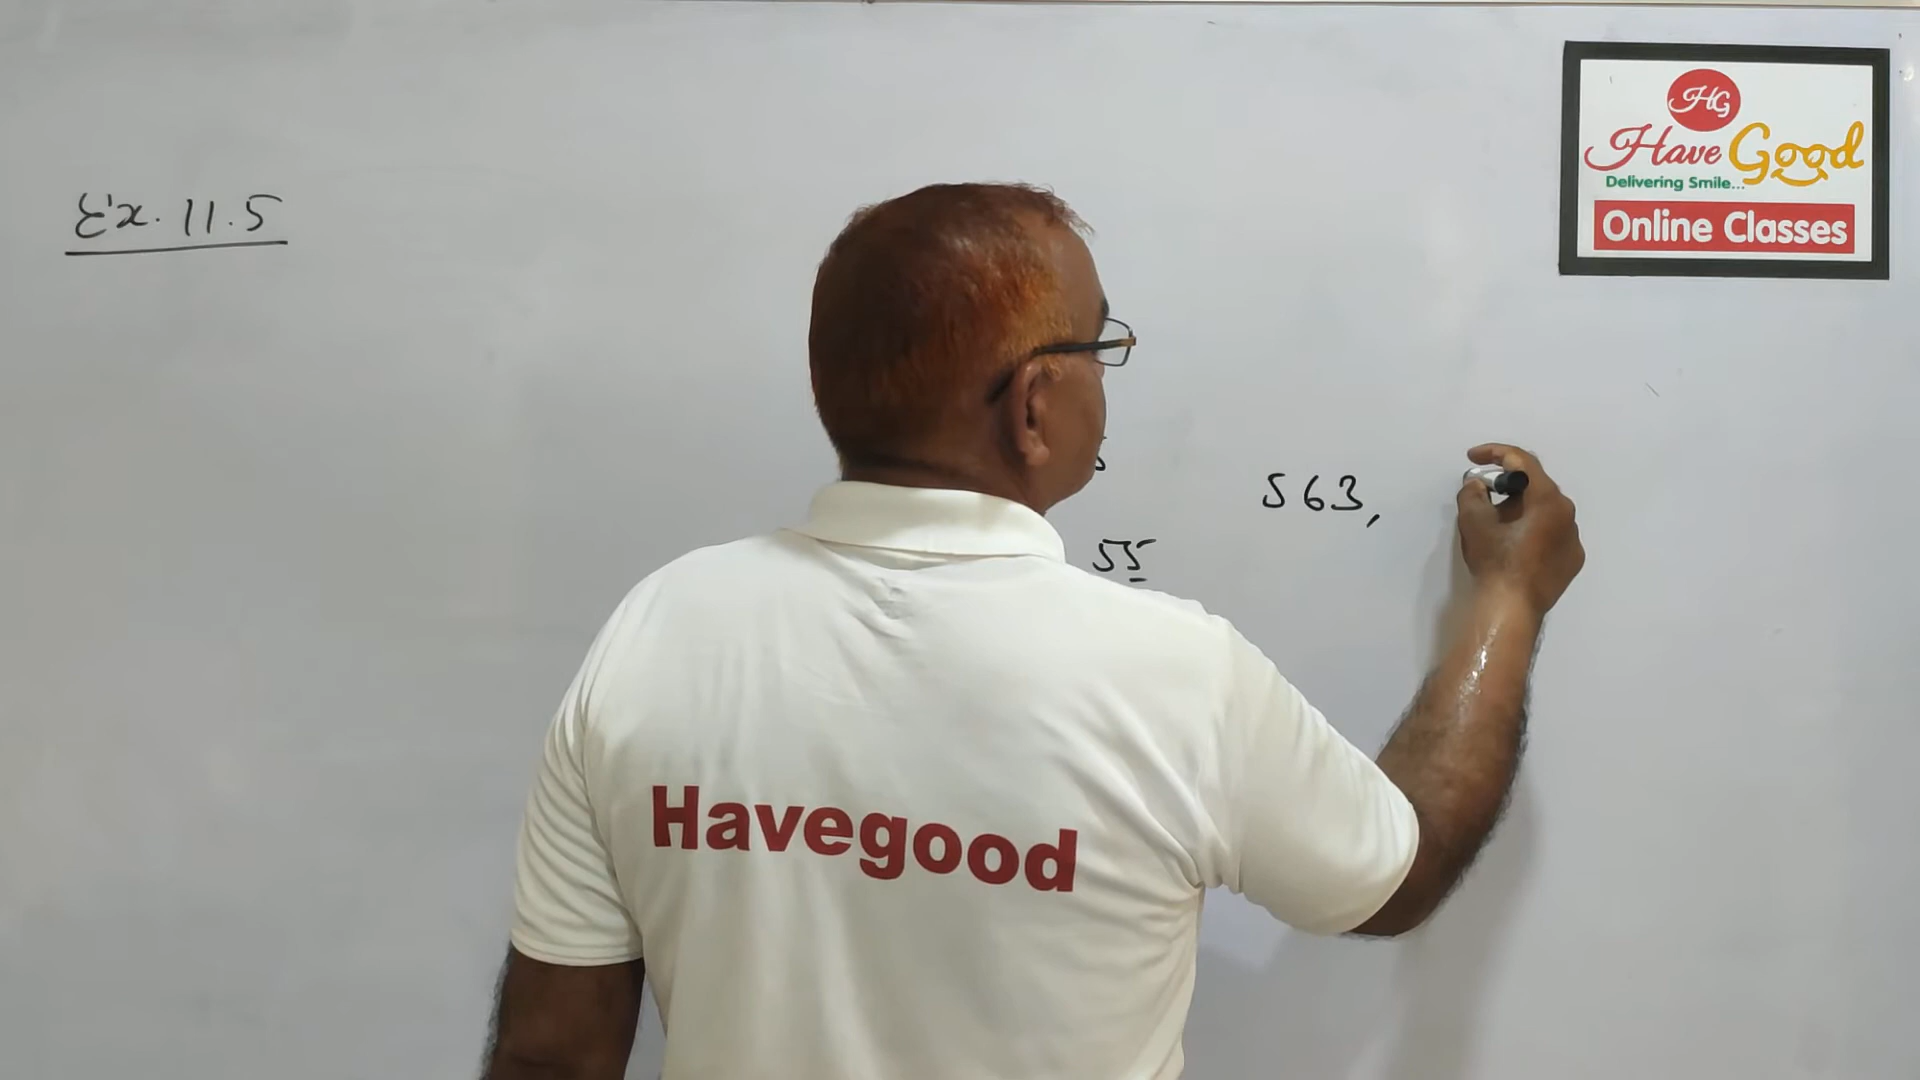 HG
Have Good
Delivering Smile...
Online Classes
Ex. 11.5
563,
55
Havegood